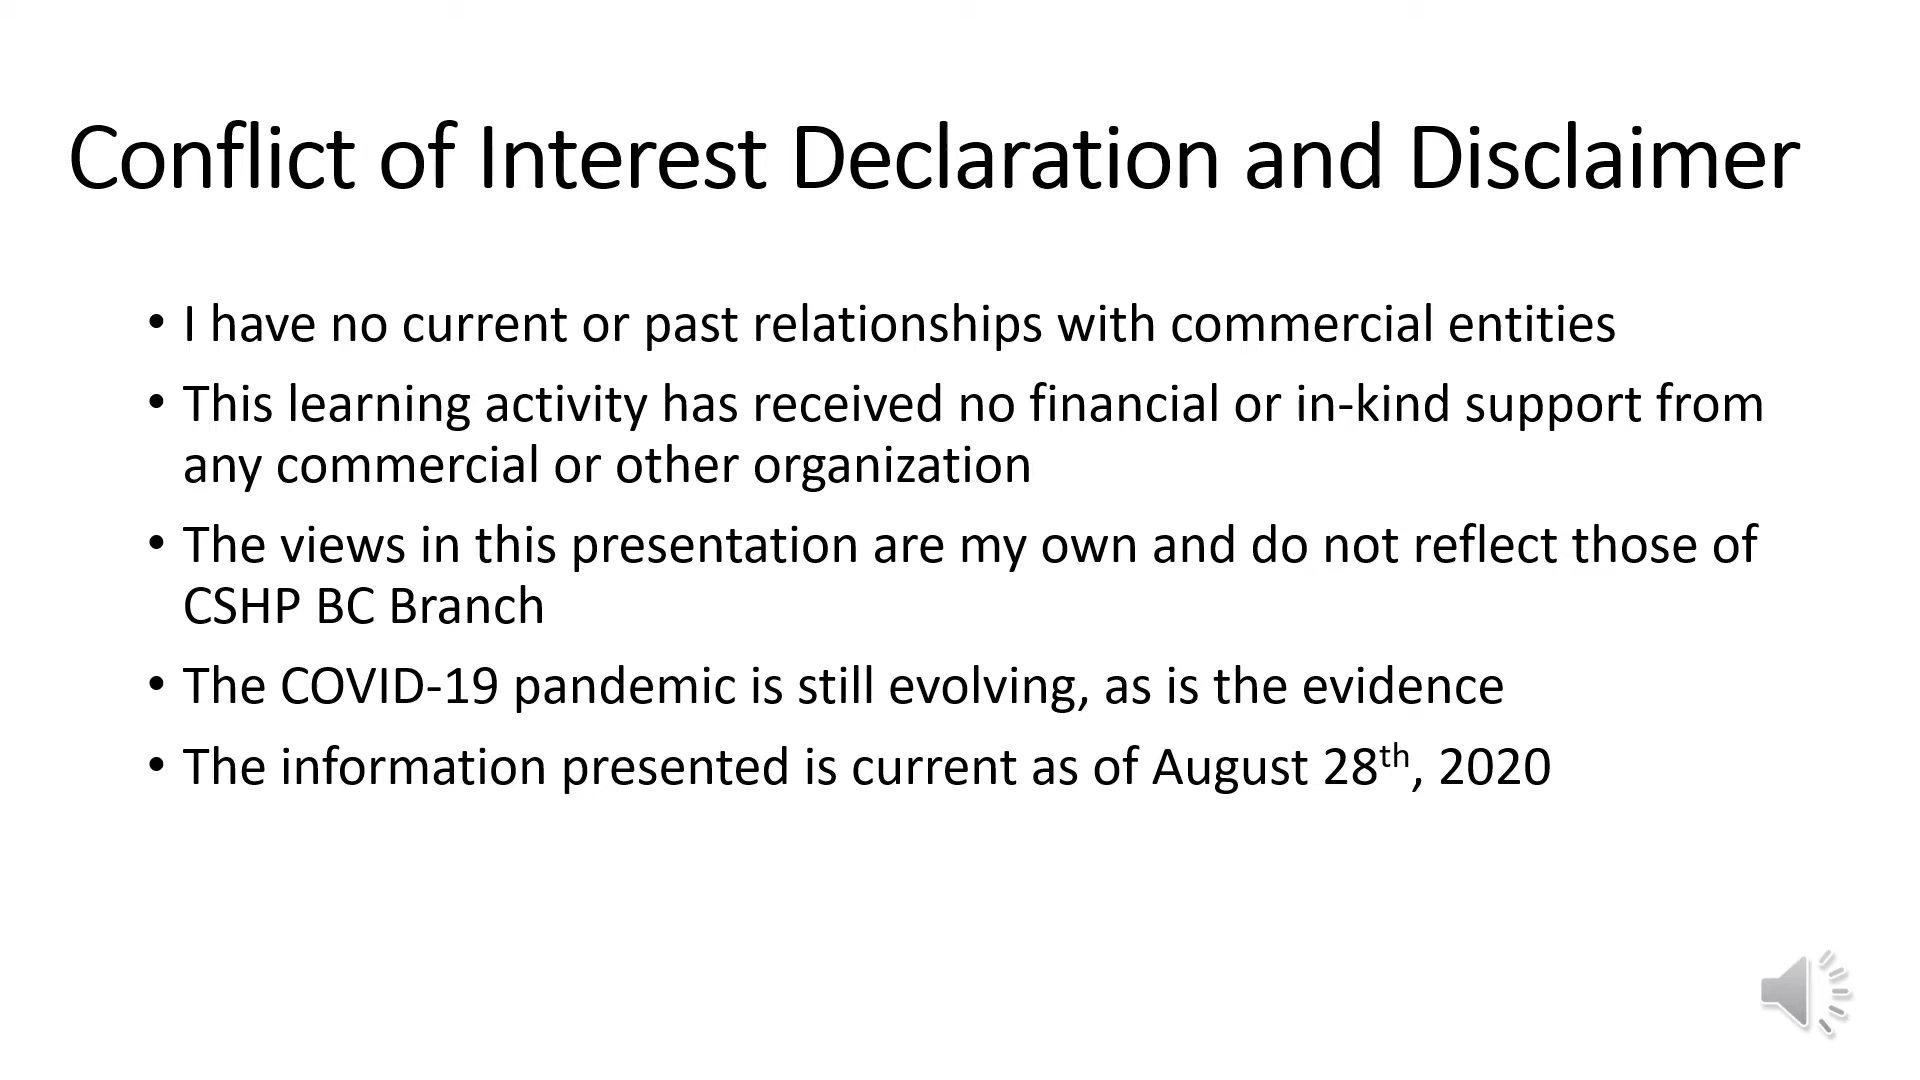 Conflict of Interest Declaration and Disclaimer
• I have no current or past relationships with commercial entities
• This learning activity has received no financial or in-kind support from
any commercial or other organization
• The views in this presentation are my own and do not reflect those of
CSHP BC Branch
• The COVID-19 pandemic is still evolving, as is the evidence
• The information presented is current as of August 28th, 2020